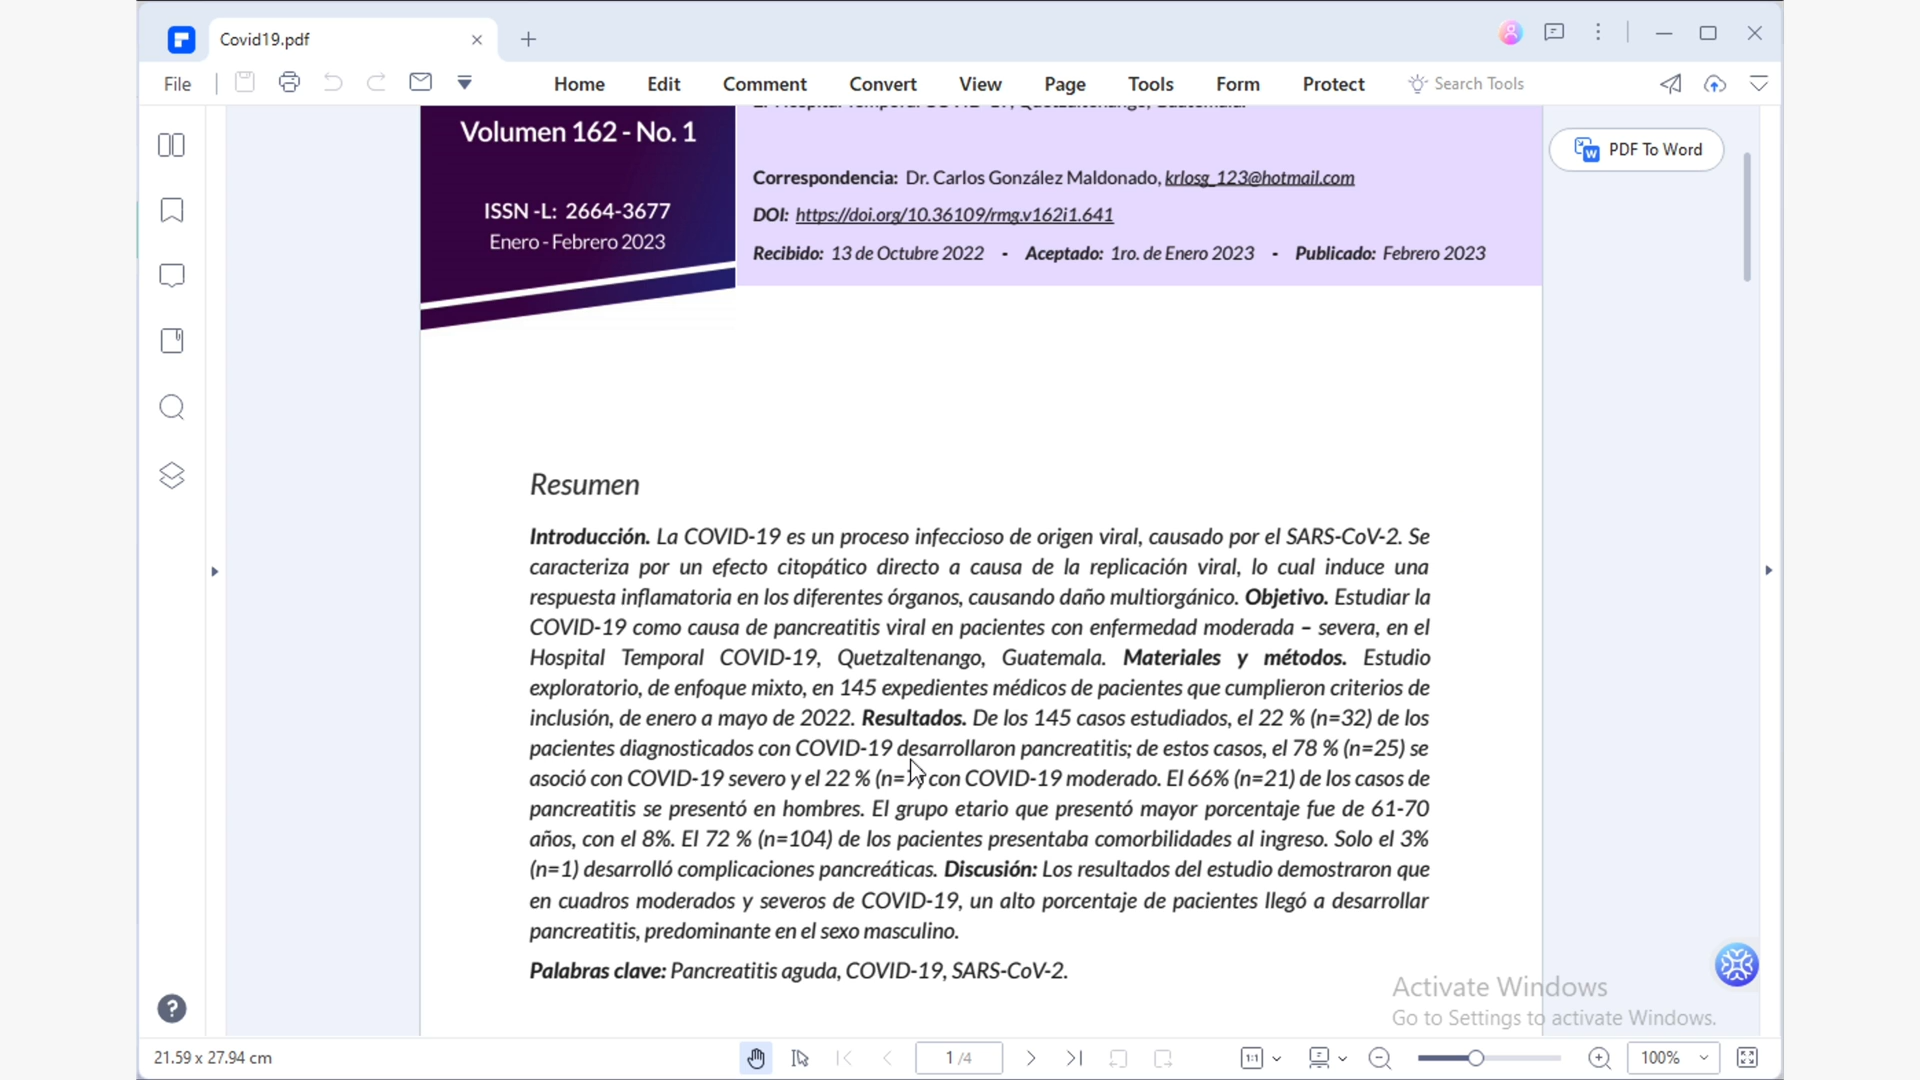 Covid19.pdf
File
Home
Edit
Comment
Convert
View
Page
Tools
Form
Protect
Search Tools
PDF To Word
Volumen 162 - No. 1
ISSN -L: 2664-3677
Enero - Febrero 2023
Correspondencia: Dr. Carlos González Maldonado, krlosg_123@hotmail.com
DOI: https://doi.org/10.36109/rmg.v162i1.641
Recibido: 13 de Octubre 2022 - Aceptado: 1ro. de Enero 2023 - Publicado: Febrero 2023
Resumen
Introducción. La COVID-19 es un proceso infeccioso de origen viral, causado por el SARS-CoV-2. Se
caracteriza por un efecto citopático directo a causa de la replicación viral, lo cual induce una
respuesta inflamatoria en los diferentes órganos, causando daño multiorgánico. Objetivo. Estudiar la
COVID-19 como causa de pancreatitis viral en pacientes con enfermedad moderada – severa, en el
Hospital Temporal COVID-19, Quetzaltenango, Guatemala. Materiales y métodos. Estudio
exploratorio, de enfoque mixto, en 145 expedientes médicos de pacientes que cumplieron criterios de
inclusión, de enero a mayo de 2022. Resultados. De los 145 casos estudiados, el 22 % (n=32) de los
pacientes diagnosticados con COVID-19 desarrollaron pancreatitis; de estos casos, el 78 % (n=25) se
asoció con COVID-19 severo y el 22 % con COVID-19 moderado. El 66% (n=21) de los casos de
pancreatitis se presentó en hombres. El grupo etario que presentó mayor porcentaje fue de 61-70
años, con el 8%. El 72 % (n=104) de los pacientes presentaba comorbilidades al ingreso. Solo el 3%
(n=1) desarrolló complicaciones pancreáticas. Discusión: Los resultados del estudio demostraron que
en cuadros moderados y severos de COVID-19, un alto porcentaje de pacientes llegó a desarrollar
pancreatitis, predominante en el sexo masculino.
Palabras clave: Pancreatitis aguda, COVID-19, SARS-CoV-2.
Activate Windows
Go to Settings to activate Windows.
21.59 x 27.94 cm
1 /4
100%